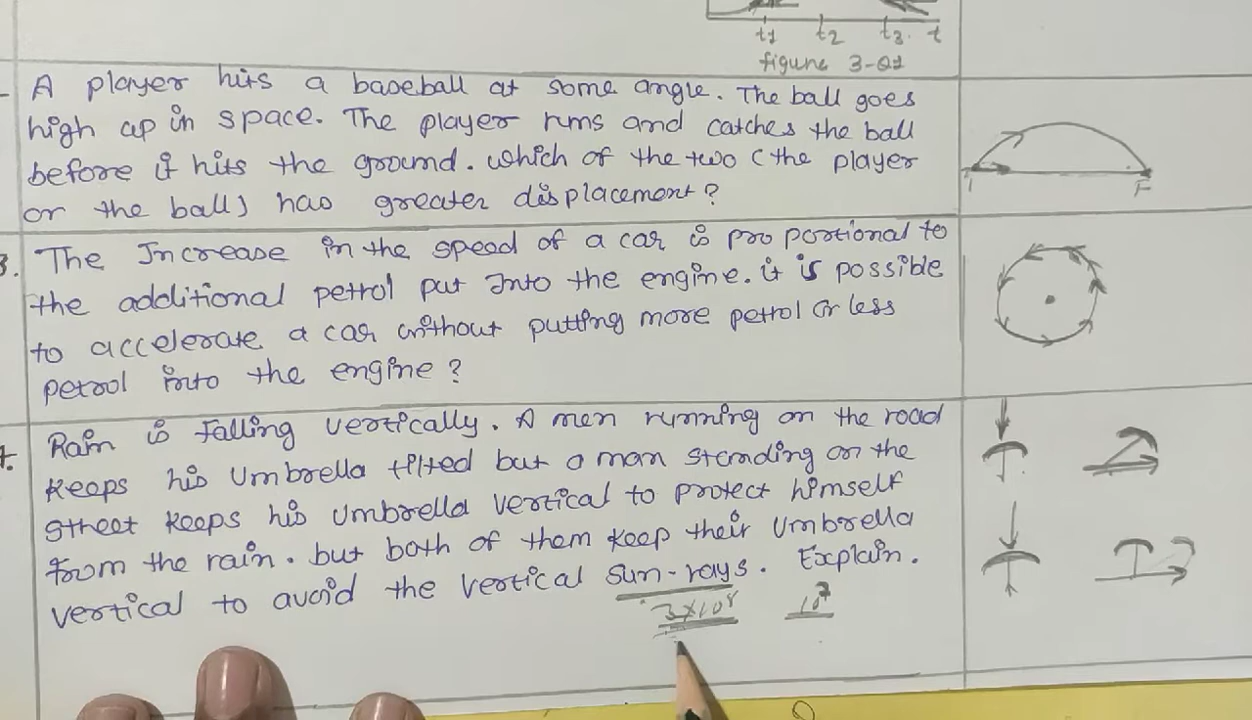 t1 t2 t3 t
figure 3-Q1
A player hits a baseball at some angle. The ball goes
high up in space. The player runs and catches the ball
before it hits the ground. which of the two (the player
or the ball) has greater displacement?
I F
3. The Increase in the speed of a car is proportional to
the additional petrol put Into the engine. it is possible
to accelerate a car without putting more petrol or less
petrol into the engine?
Rain is falling vertically. A men running on the road
keeps his Umbrella tilted but a man standing on the
street keeps his umbrella vertical to protect himself
from the rain. but both of them keep their Umbrella
vertical to avoid the vertical sun-rays. Explain.
3×10⁸ 10⁷